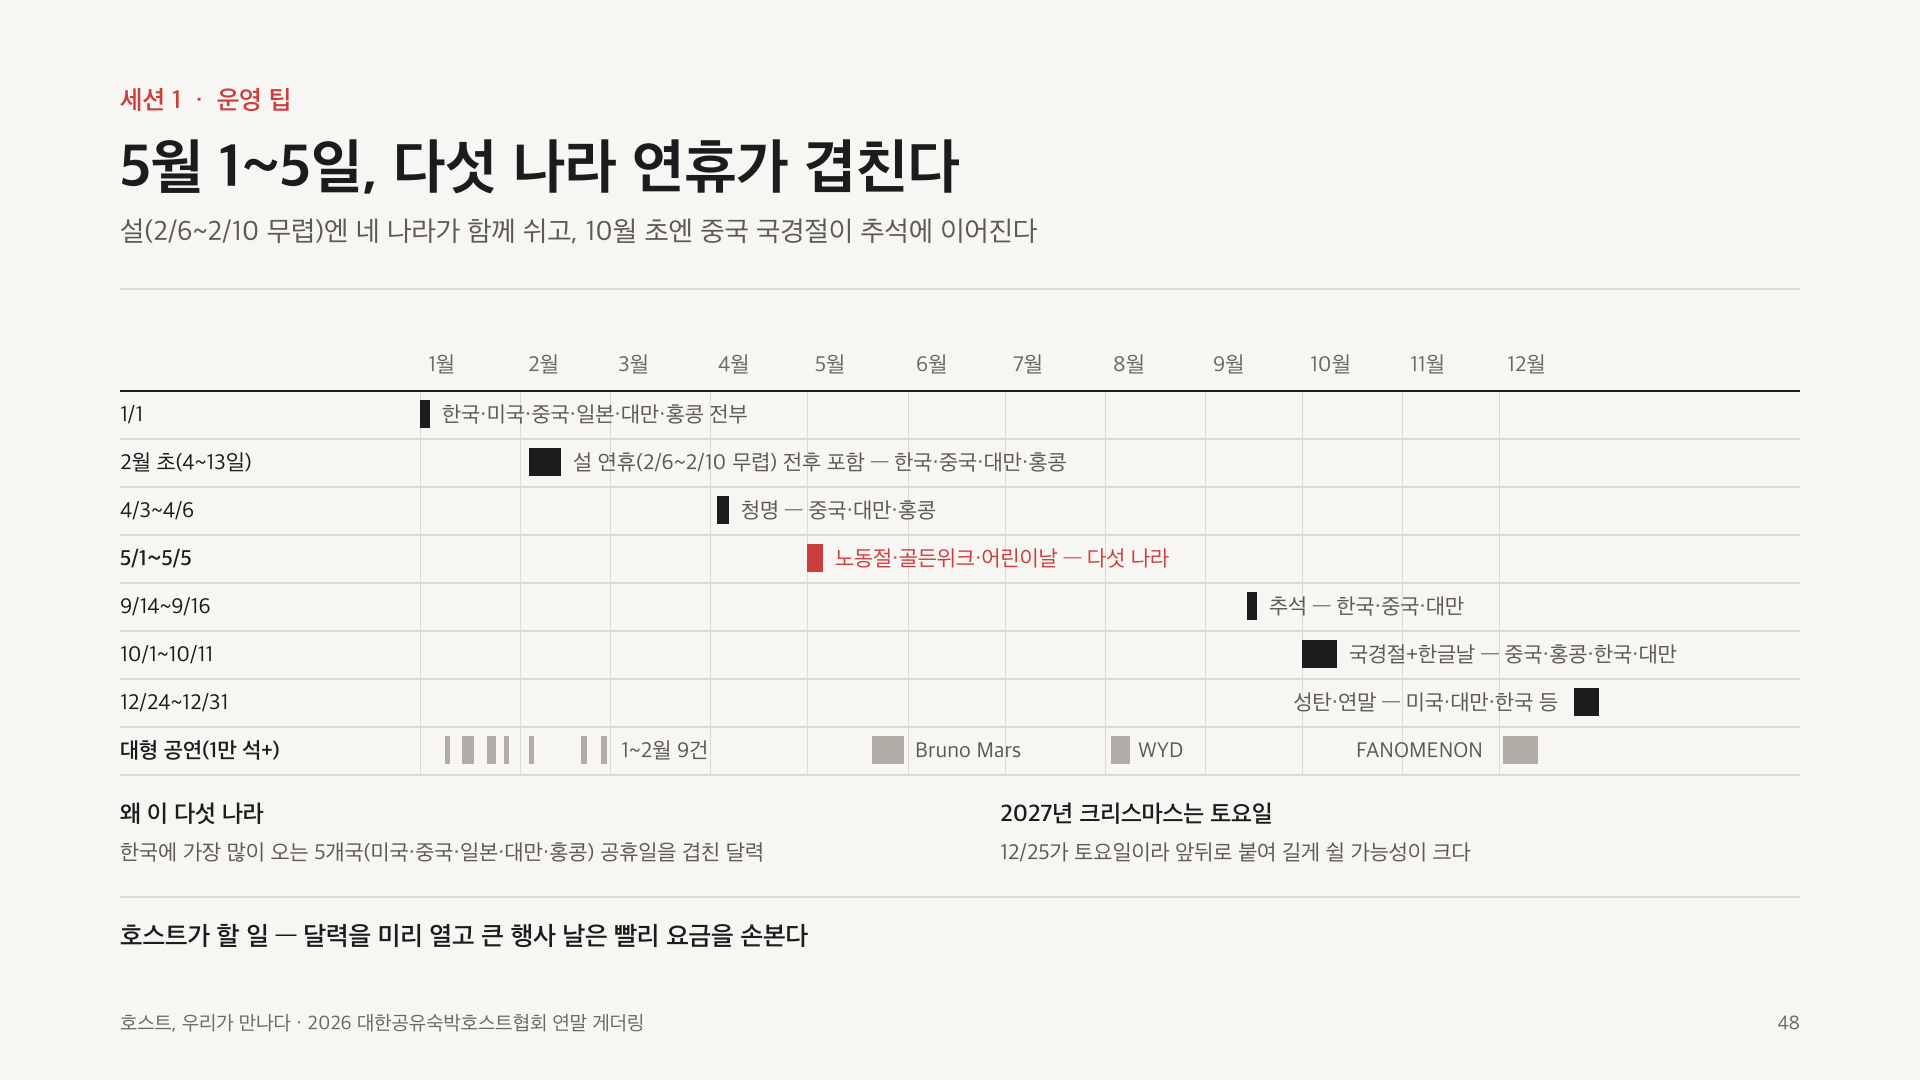 세션 1 · 운영 팁
5월 1~5일, 다섯 나라 연휴가 겹친다
설(2/6~2/10 무렵)엔 네 나라가 함께 쉬고, 10월 초엔 중국 국경절이 추석에 이어진다
1월 2월 3월 4월 5월 6월 7월 8월 9월 10월 11월 12월
1/1 한국·미국·중국·일본·대만·홍콩 전부
2월 초(4~13일) 설 연휴(2/6~2/10 무렵) 전후 포함 — 한국·중국·대만·홍콩
4/3~4/6 청명 — 중국·대만·홍콩
5/1~5/5 노동절·골든위크·어린이날 — 다섯 나라
9/14~9/16 추석 — 한국·중국·대만
10/1~10/11 국경절+한글날 — 중국·홍콩·한국·대만
12/24~12/31 성탄·연말 — 미국·대만·한국 등
대형 공연(1만 석+) 1~2월 9건 Bruno Mars WYD FANOMENON
왜 이 다섯 나라
한국에 가장 많이 오는 5개국(미국·중국·일본·대만·홍콩) 공휴일을 겹친 달력
2027년 크리스마스는 토요일
12/25가 토요일이라 앞뒤로 붙여 길게 쉴 가능성이 크다
호스트가 할 일 — 달력을 미리 열고 큰 행사 날은 빨리 요금을 손본다
호스트, 우리가 만나다 · 2026 대한공유숙박호스트협회 연말 게더링
48